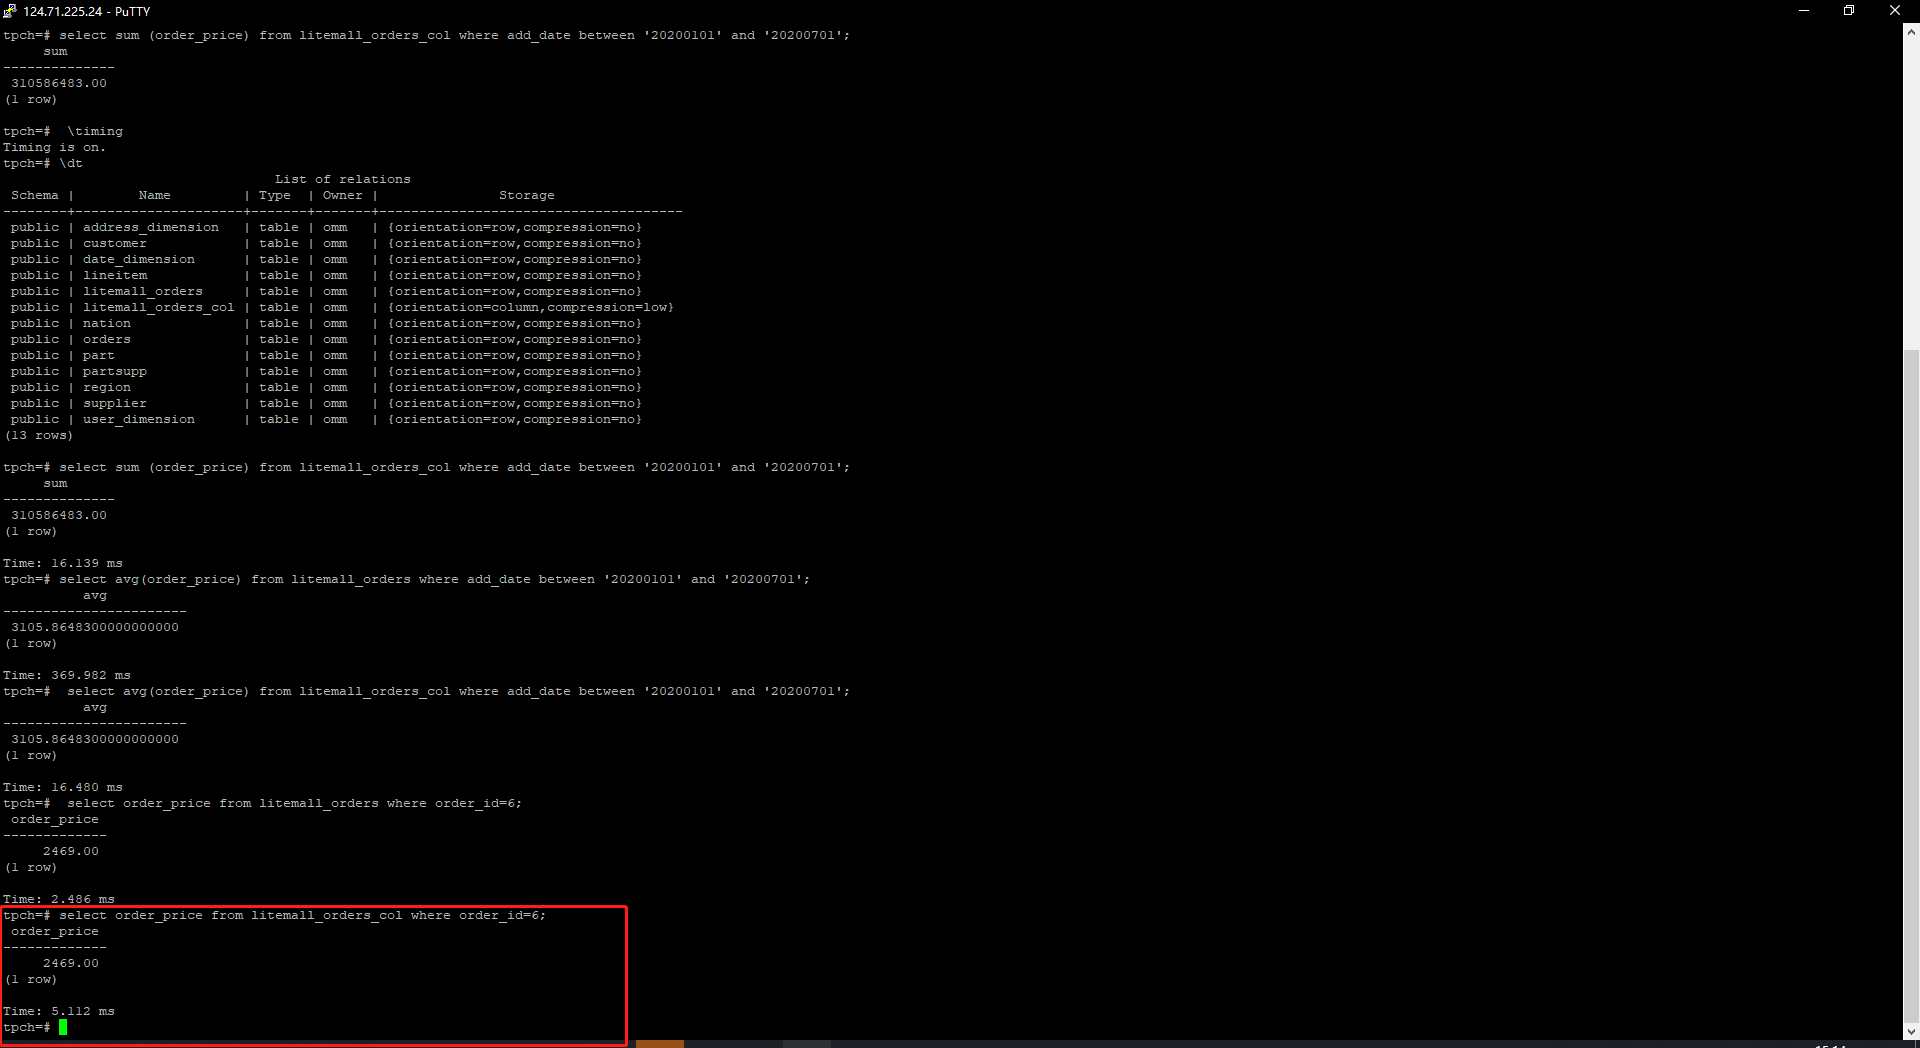 124.71.225.24 - PuTTY
tpch=# select sum (order_price) from litemall_orders_col where add_date between '20200101' and '20200701';
     sum
--------------
 310586483.00
(1 row)

tpch=#  \timing
Timing is on.
tpch=# \dt
                                  List of relations
 Schema |        Name         | Type  | Owner |               Storage
--------+---------------------+-------+-------+--------------------------------------
 public | address_dimension   | table | omm   | {orientation=row,compression=no}
 public | customer            | table | omm   | {orientation=row,compression=no}
 public | date_dimension      | table | omm   | {orientation=row,compression=no}
 public | lineitem            | table | omm   | {orientation=row,compression=no}
 public | litemall_orders     | table | omm   | {orientation=row,compression=no}
 public | litemall_orders_col | table | omm   | {orientation=column,compression=low}
 public | nation              | table | omm   | {orientation=row,compression=no}
 public | orders              | table | omm   | {orientation=row,compression=no}
 public | part                | table | omm   | {orientation=row,compression=no}
 public | partsupp            | table | omm   | {orientation=row,compression=no}
 public | region              | table | omm   | {orientation=row,compression=no}
 public | supplier            | table | omm   | {orientation=row,compression=no}
 public | user_dimension      | table | omm   | {orientation=row,compression=no}
(13 rows)

tpch=# select sum (order_price) from litemall_orders_col where add_date between '20200101' and '20200701';
     sum
--------------
 310586483.00
(1 row)

Time: 16.139 ms
tpch=# select avg(order_price) from litemall_orders where add_date between '20200101' and '20200701';
          avg
-----------------------
 3105.8648300000000000
(1 row)

Time: 369.982 ms
tpch=#  select avg(order_price) from litemall_orders_col where add_date between '20200101' and '20200701';
          avg
-----------------------
 3105.8648300000000000
(1 row)

Time: 16.480 ms
tpch=#  select order_price from litemall_orders where order_id=6;
 order_price
-------------
     2469.00
(1 row)

Time: 2.486 ms
tpch=# select order_price from litemall_orders_col where order_id=6;
 order_price
-------------
     2469.00
(1 row)

Time: 5.112 ms
tpch=#